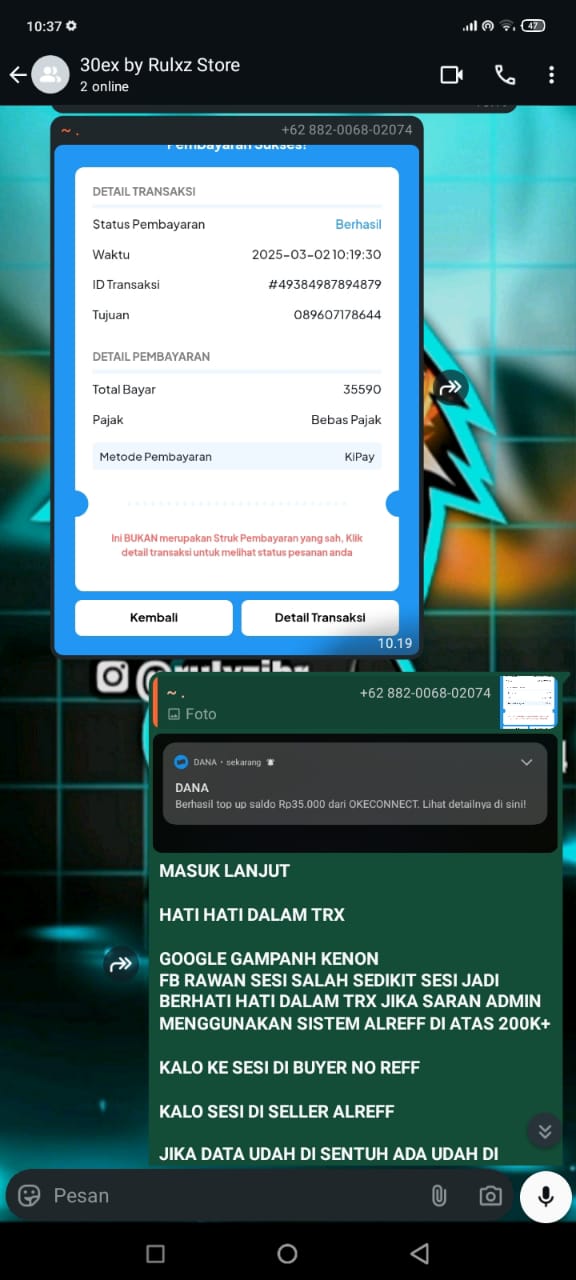 10:37
47
30ex by Rulxz Store
2 online
~ . +62 882-0068-02074
Pembayaran Sukses!
DETAIL TRANSAKSI
Status Pembayaran Berhasil
Waktu 2025-03-02 10:19:30
ID Transaksi #49384987894879
Tujuan 089607178644
DETAIL PEMBAYARAN
Total Bayar 35590
Pajak Bebas Pajak
Metode Pembayaran KiPay
Ini BUKAN merupakan Struk Pembayaran yang sah, Klik
detail transaksi untuk melihat status pesanan anda
Kembali Detail Transaksi
10.19
~ . +62 882-0068-02074
Foto
DANA • sekarang
DANA
Berhasil top up saldo Rp35.000 dari OKECONNECT. Lihat detailnya di sini!
MASUK LANJUT
HATI HATI DALAM TRX
GOOGLE GAMPANH KENON
FB RAWAN SESI SALAH SEDIKIT SESI JADI
BERHATI HATI DALAM TRX JIKA SARAN ADMIN
MENGGUNAKAN SISTEM ALREFF DI ATAS 200K+
KALO KE SESI DI BUYER NO REFF
KALO SESI DI SELLER ALREFF
JIKA DATA UDAH DI SENTUH ADA UDAH DI
Pesan